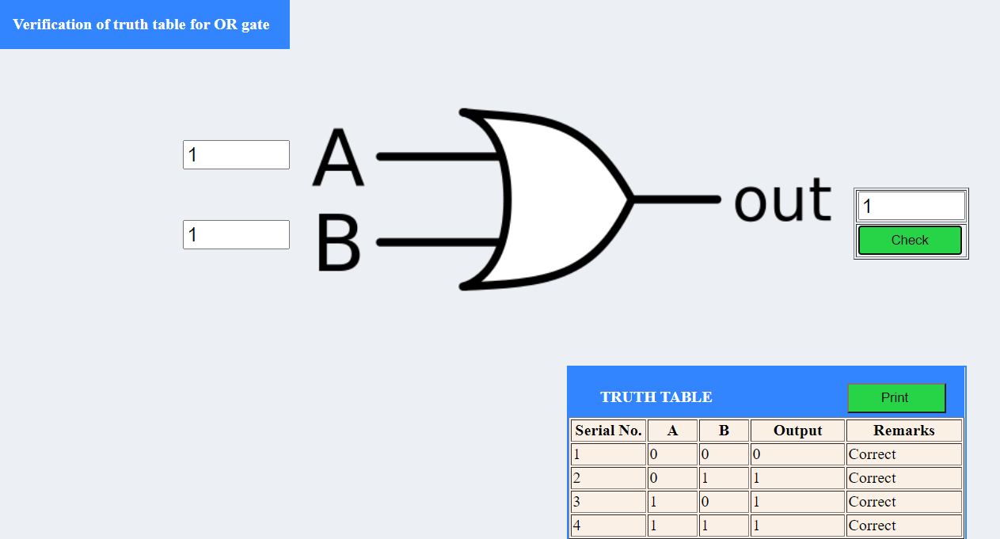 Verification of truth table for OR gate
1
A
1
B
out
1
Check
TRUTH TABLE
Print
Serial No. A B Output Remarks
1 0 0 0 Correct
2 0 1 1 Correct
3 1 0 1 Correct
4 1 1 1 Correct